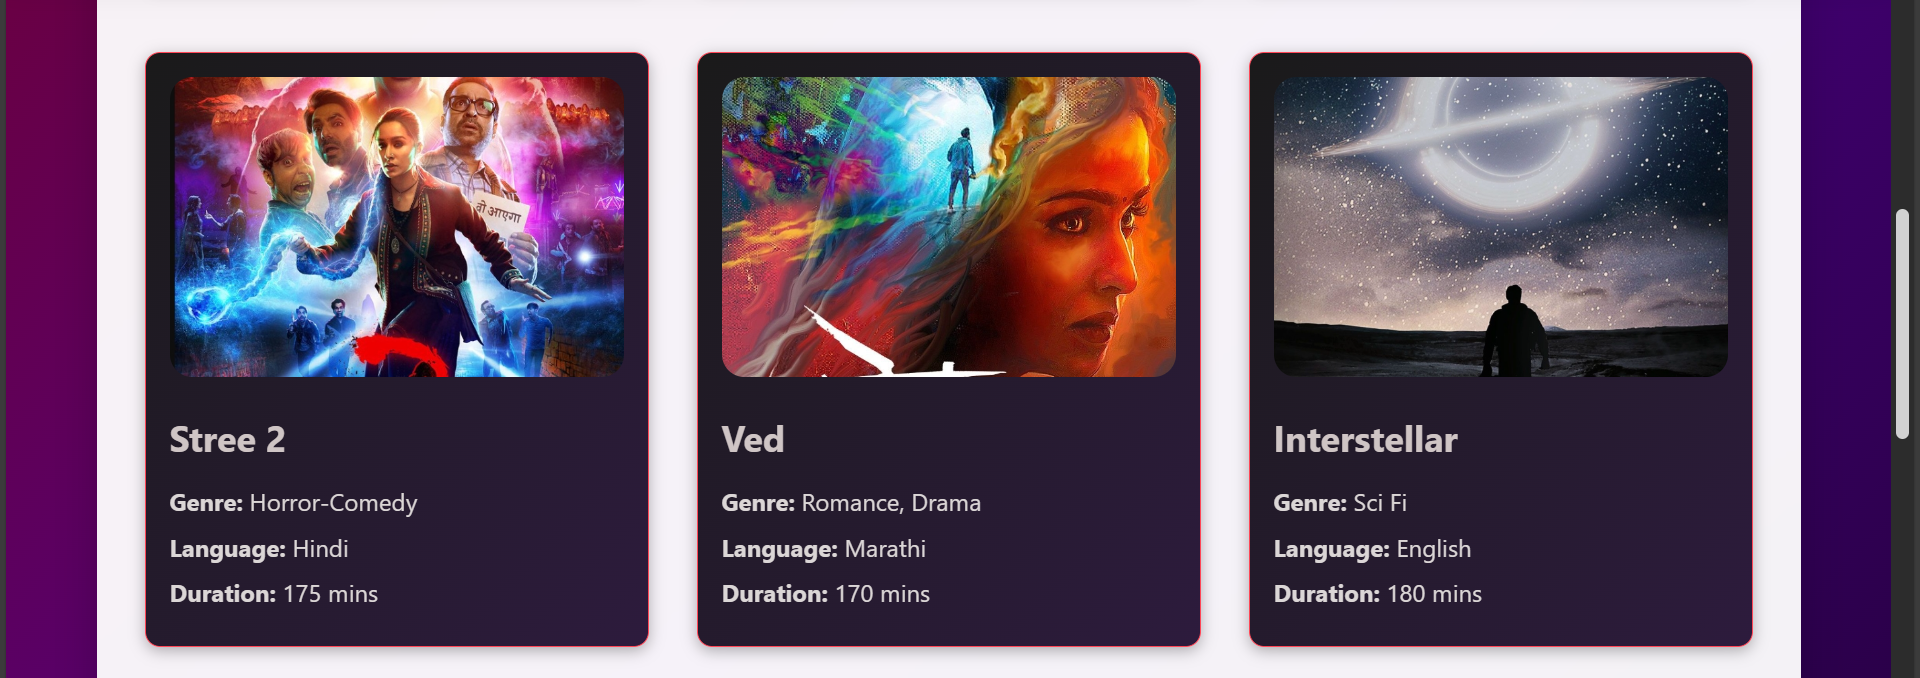 वो आएगा
Stree 2
Genre: Horror-Comedy
Language: Hindi
Duration: 175 mins
Ved
Genre: Romance, Drama
Language: Marathi
Duration: 170 mins
Interstellar
Genre: Sci Fi
Language: English
Duration: 180 mins